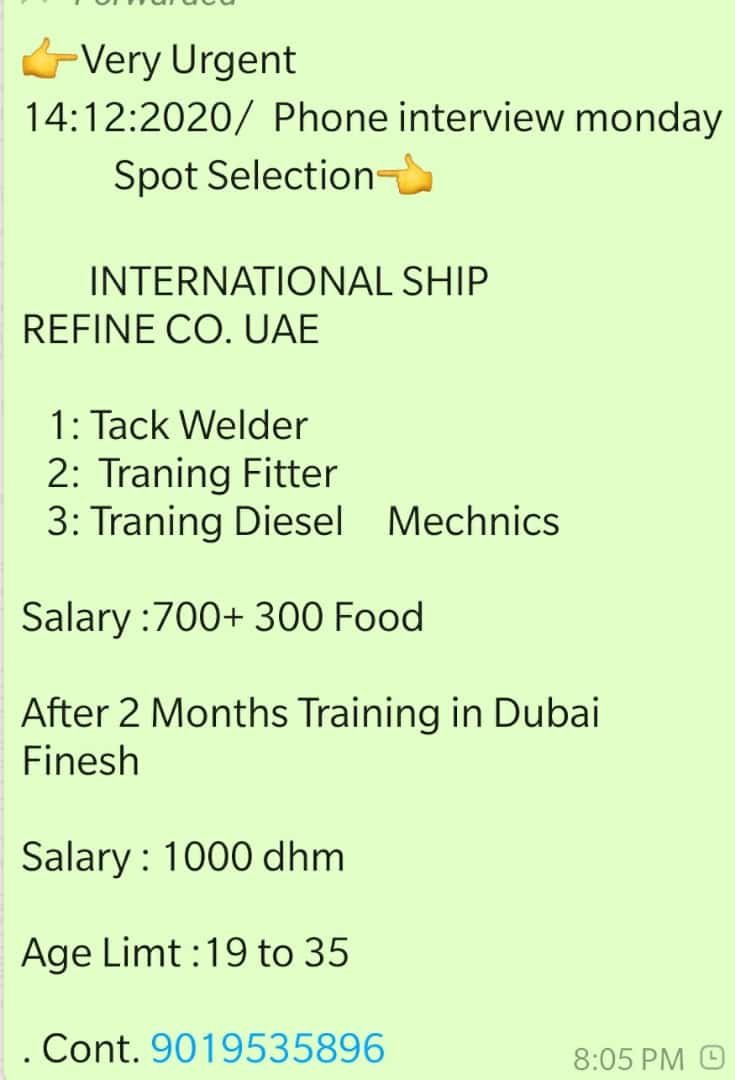 Forwarded
👉Very Urgent
14:12:2020/ Phone interview monday
Spot Selection👈
INTERNATIONAL SHIP
REFINE CO. UAE
1: Tack Welder
2: Traning Fitter
3: Traning Diesel Mechnics
Salary :700+ 300 Food
After 2 Months Training in Dubai
Finesh
Salary : 1000 dhm
Age Limt :19 to 35
. Cont. 9019535896
8:05 PM